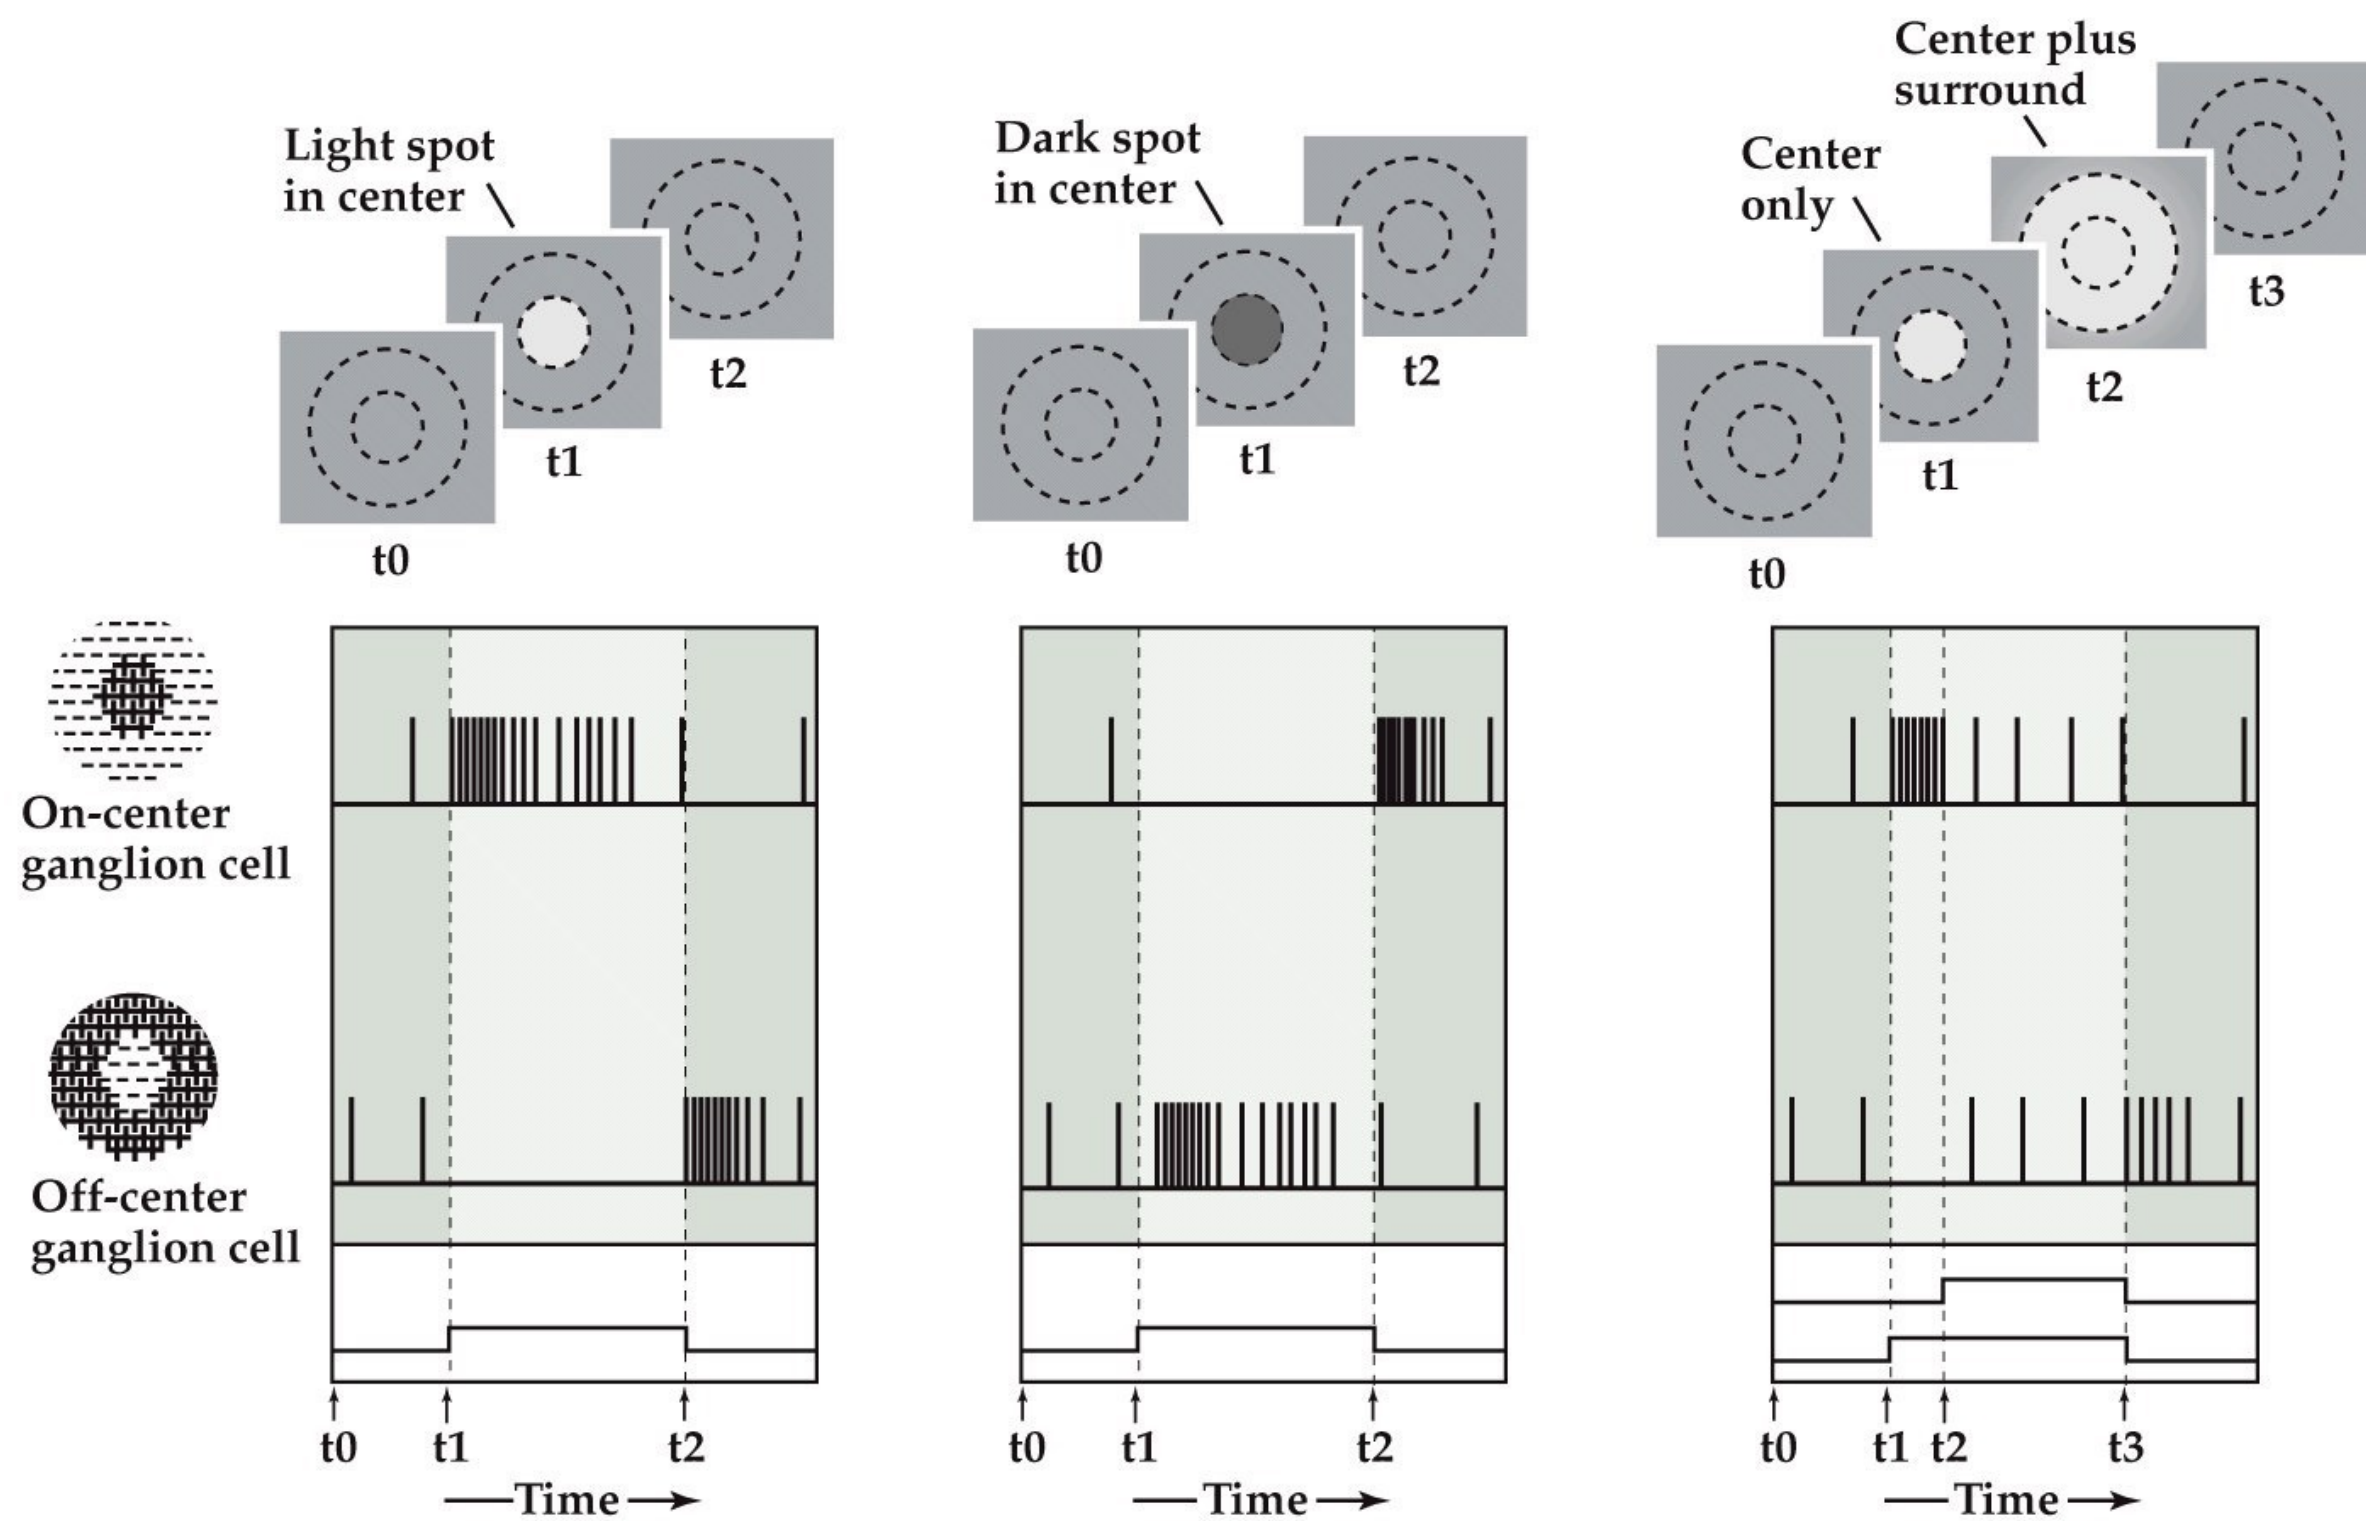 Light spot
in center
t0
t1
t2
Dark spot
in center
t0
t1
t2
Center
only
Center plus
surround
t0
t1
t2
t3
On-center
ganglion cell
Off-center
ganglion cell
t0 t1 t2
Time
t0 t1 t2
Time
t0 t1 t2 t3
Time